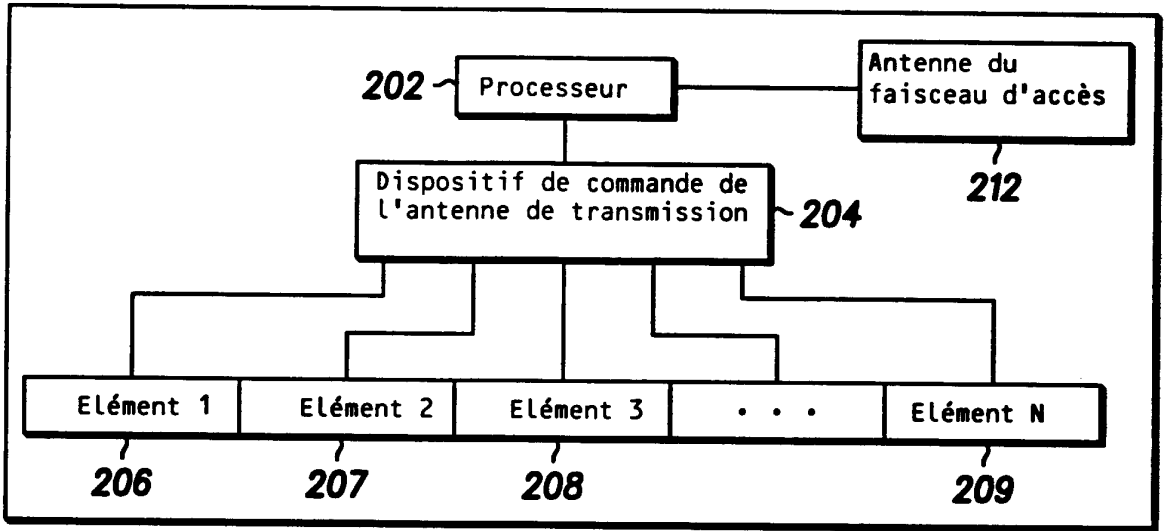 202
Processeur
Antenne du
faisceau d'accès
212
Dispositif de commande de
l'antenne de transmission
204
Elément 1
Elément 2
Elément 3
. . .
Elément N
206
207
208
209